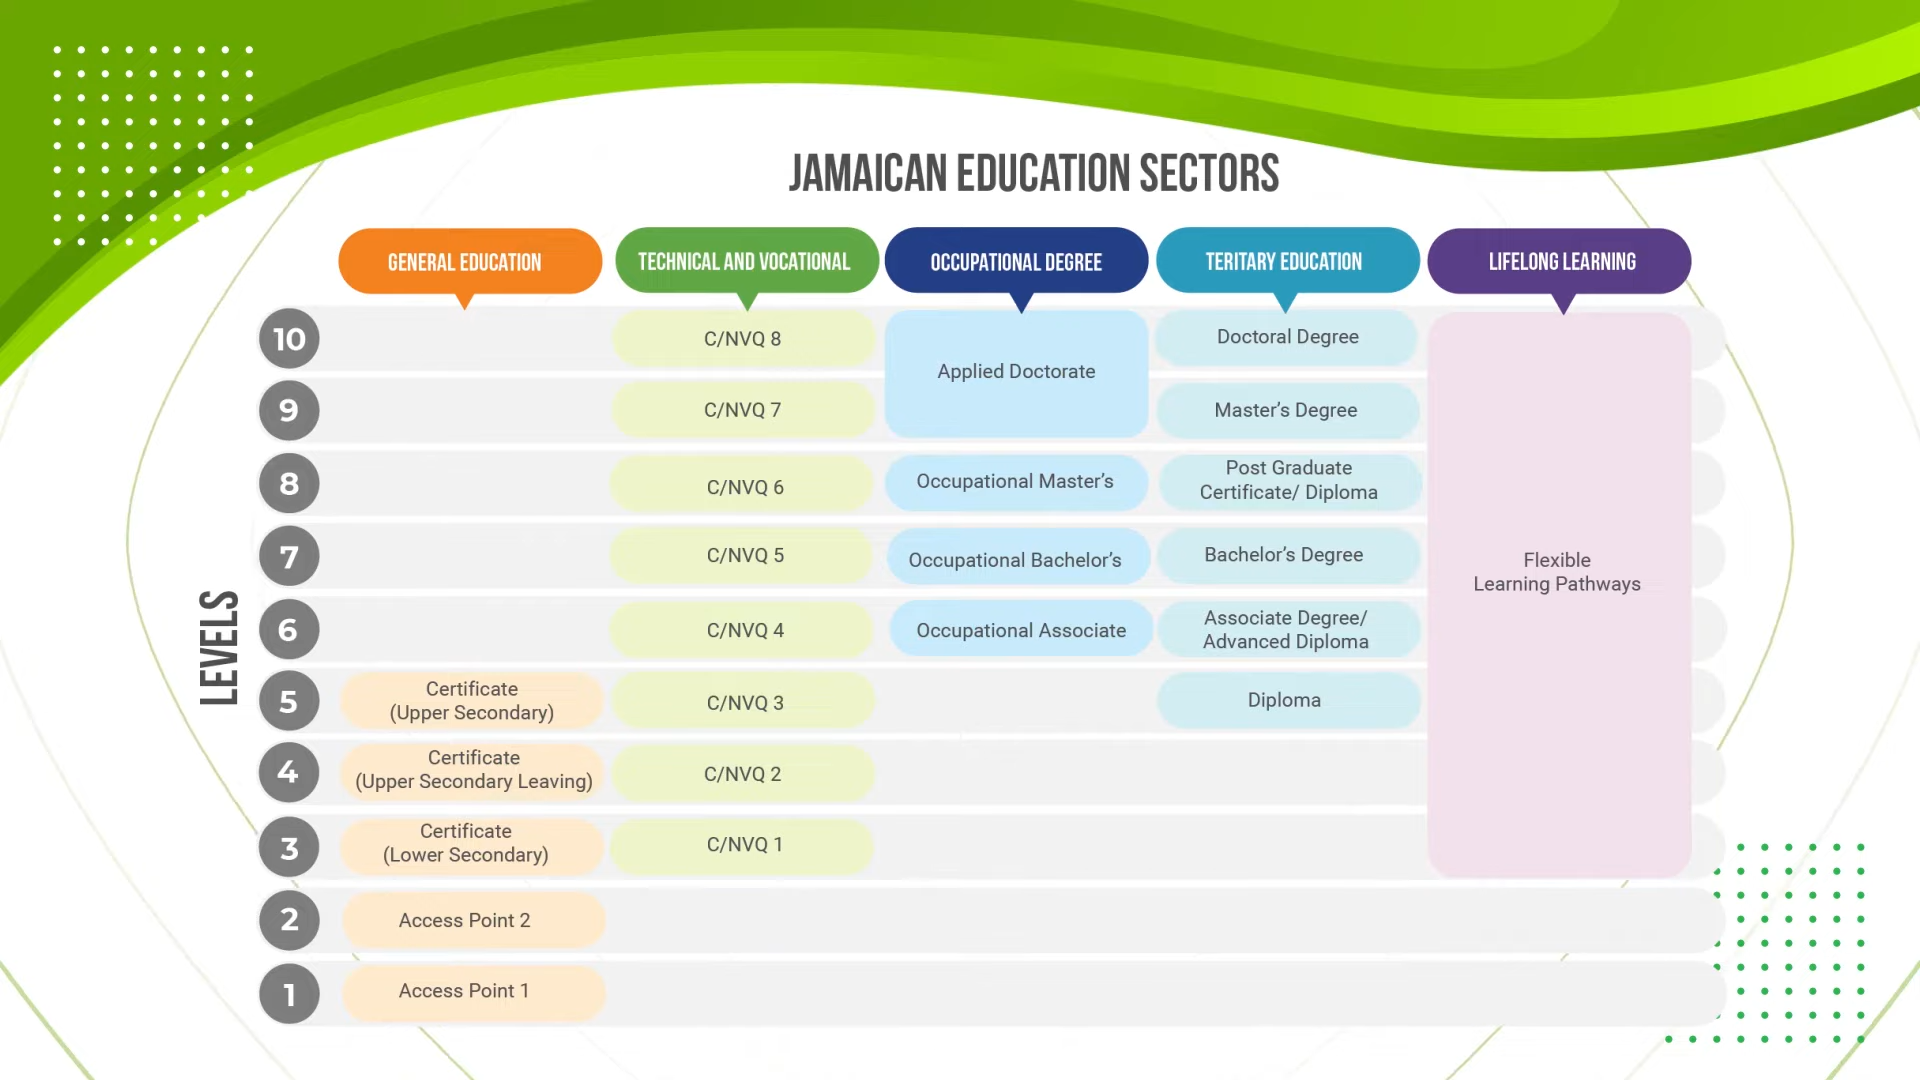 JAMAICAN EDUCATION SECTORS
GENERAL EDUCATION
TECHNICAL AND VOCATIONAL
OCCUPATIONAL DEGREE
TERITARY EDUCATION
LIFELONG LEARNING
LEVELS
10
C/NVQ 8
Applied Doctorate
Doctoral Degree
9
C/NVQ 7
Master’s Degree
8
C/NVQ 6
Occupational Master’s
Post Graduate
Certificate/ Diploma
7
C/NVQ 5
Occupational Bachelor’s
Bachelor’s Degree
Flexible
Learning Pathways
6
C/NVQ 4
Occupational Associate
Associate Degree/
Advanced Diploma
5
Certificate
(Upper Secondary)
C/NVQ 3
Diploma
4
Certificate
(Upper Secondary Leaving)
C/NVQ 2
3
Certificate
(Lower Secondary)
C/NVQ 1
2
Access Point 2
1
Access Point 1